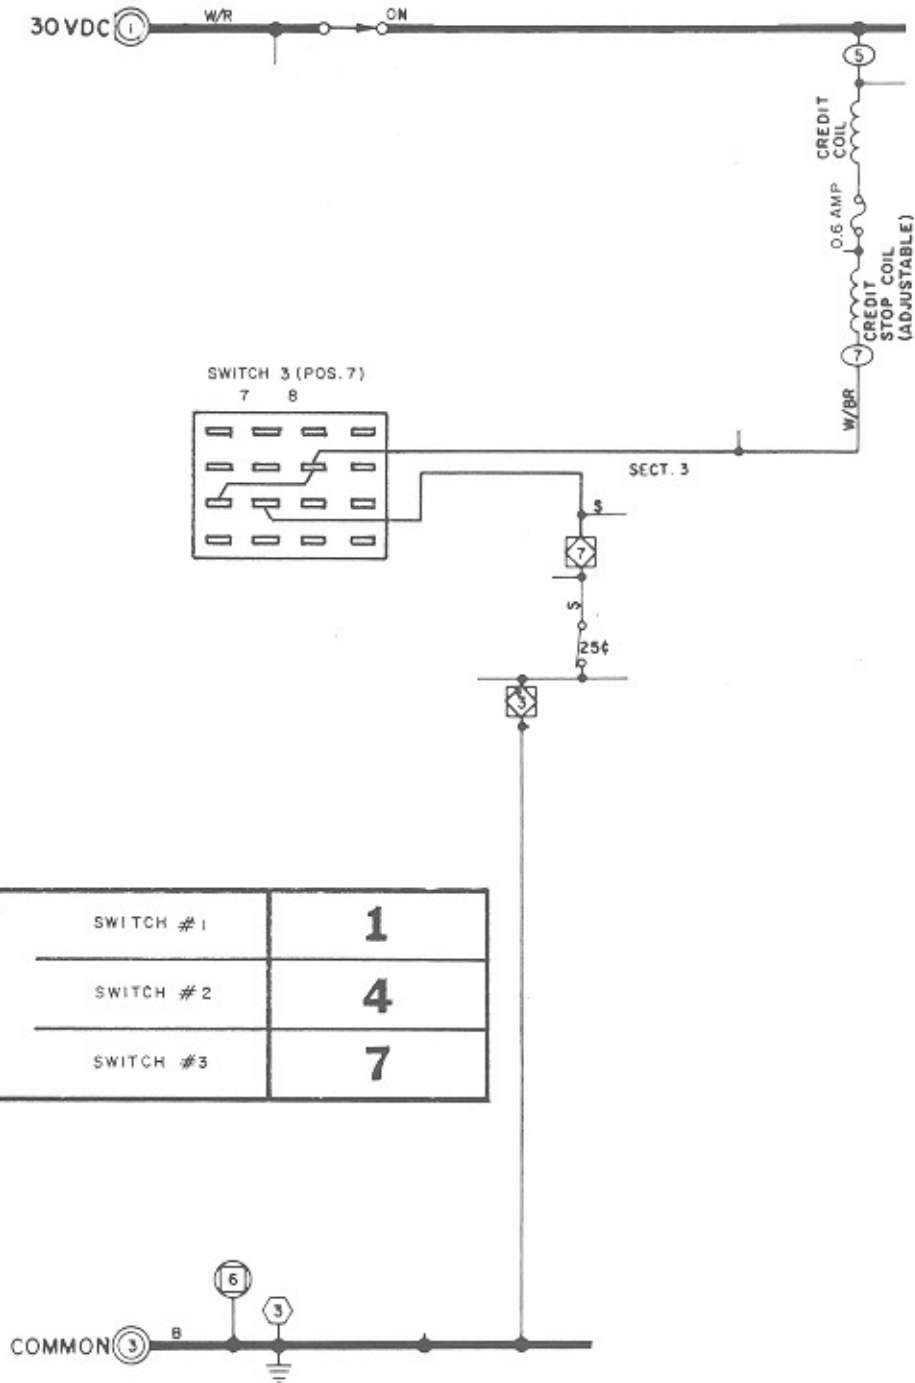 30 VDC 1 W/R ON
5
CREDIT
COIL
0.6 AMP
CREDIT
STOP COIL
(ADJUSTABLE)
7
W/BR
SWITCH 3 (POS. 7)
7 8
SECT. 3
S
7
S
25¢
3
SWITCH #1 1
SWITCH #2 4
SWITCH #3 7
6
3
COMMON 3 B